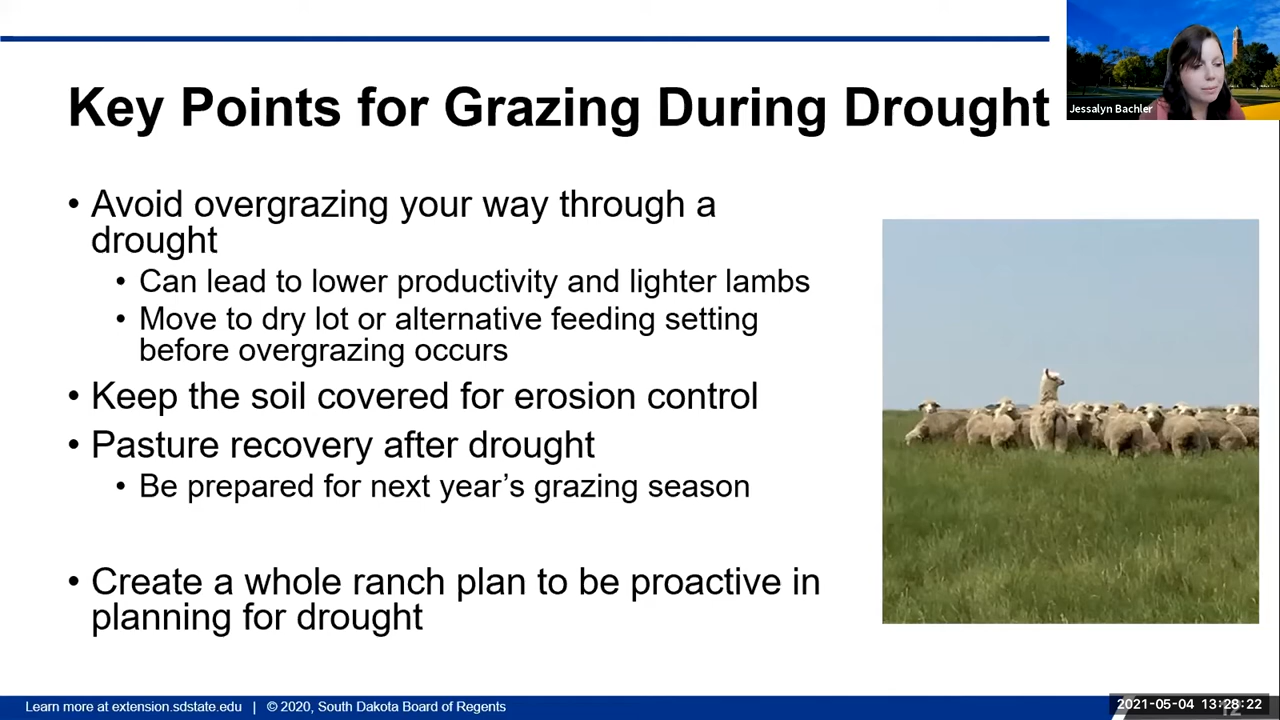 Key Points for Grazing During Drought
Jessalyn Bachler
• Avoid overgrazing your way through a
drought
• Can lead to lower productivity and lighter lambs
• Move to dry lot or alternative feeding setting
before overgrazing occurs
• Keep the soil covered for erosion control
• Pasture recovery after drought
• Be prepared for next year’s grazing season
• Create a whole ranch plan to be proactive in
planning for drought
Learn more at extension.sdstate.edu | © 2020, South Dakota Board of Regents
2021-05-04 13:28:22